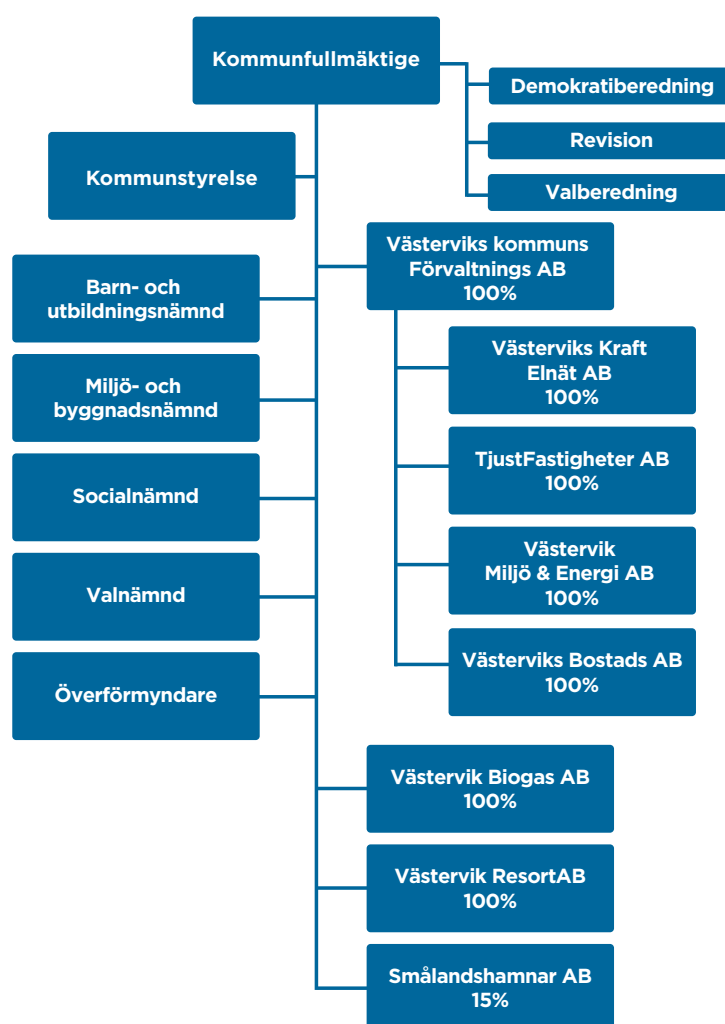 Kommunfullmäktige
Demokratiberedning
Revision
Valberedning
Kommunstyrelse
Västerviks kommuns
Förvaltnings AB
100%
Barn- och
utbildningsnämnd
Miljö- och
byggnadsnämnd
Socialnämnd
Valnämnd
Överförmyndare
Västerviks Kraft
Elnät AB
100%
TjustFastigheter AB
100%
Västervik
Miljö & Energi AB
100%
Västerviks Bostads AB
100%
Västervik Biogas AB
100%
Västervik ResortAB
100%
Smålandshamnar AB
15%